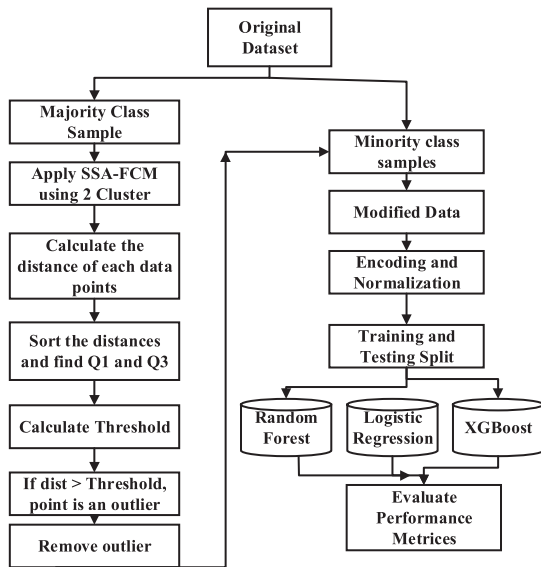 Original
Dataset
Majority Class
Sample
Apply SSA-FCM
using 2 Cluster
Calculate the
distance of each data
points
Sort the distances
and find Q1 and Q3
Calculate Threshold
If dist > Threshold,
point is an outlier
Remove outlier
Minority class
samples
Modified Data
Encoding and
Normalization
Training and
Testing Split
Random
Forest
Logistic
Regression
XGBoost
Evaluate
Performance
Metrices